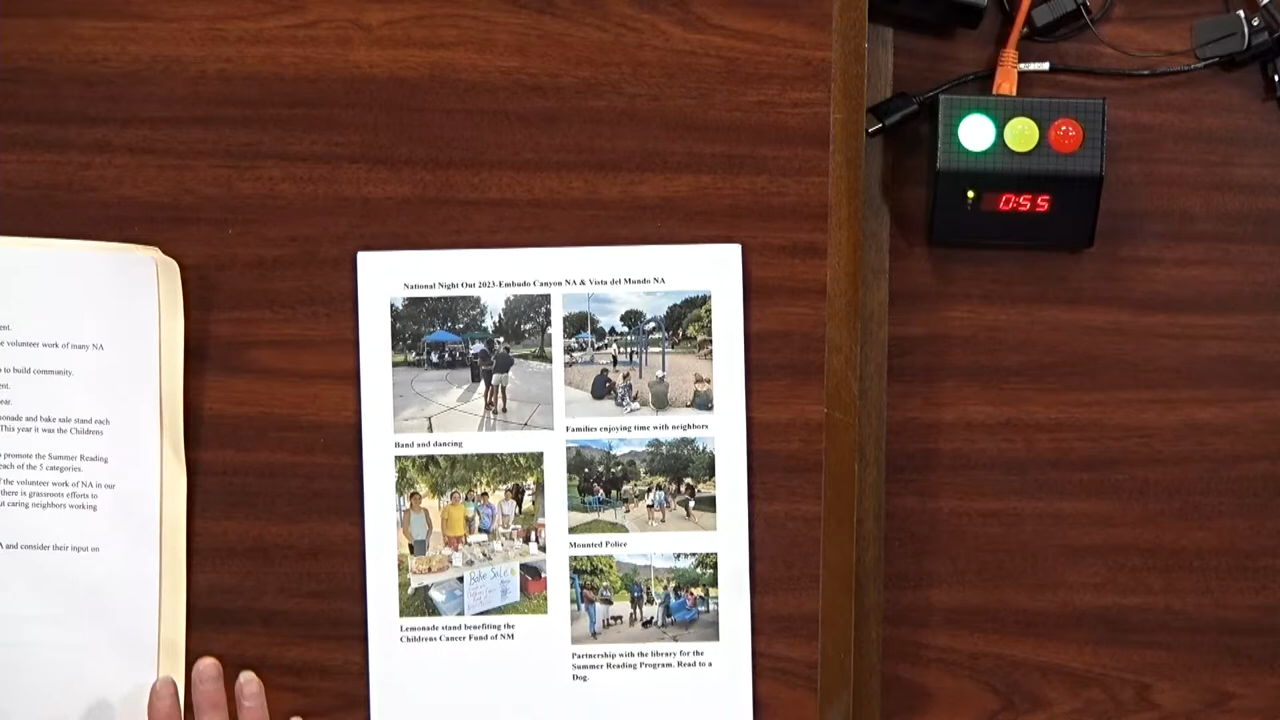 ent.
e volunteer work of many NA
to build community.
ent.
ear.
onade and bake sale stand each
This year it was the Childrens
promote the Summer Reading
each of the 5 categories.
the volunteer work of NA in our
there is grassroots efforts to
ut caring neighbors working
and consider their input on
National Night Out 2023-Embudo Canyon NA & Vista del Mundo NA
Band and dancing
Families enjoying time with neighbors
Mounted Police
Bake Sale
Lemonade stand benefiting the
Childrens Cancer Fund of NM
Partnership with the library for the
Summer Reading Program. Read to a
Dog.
LAPTOP
0:55